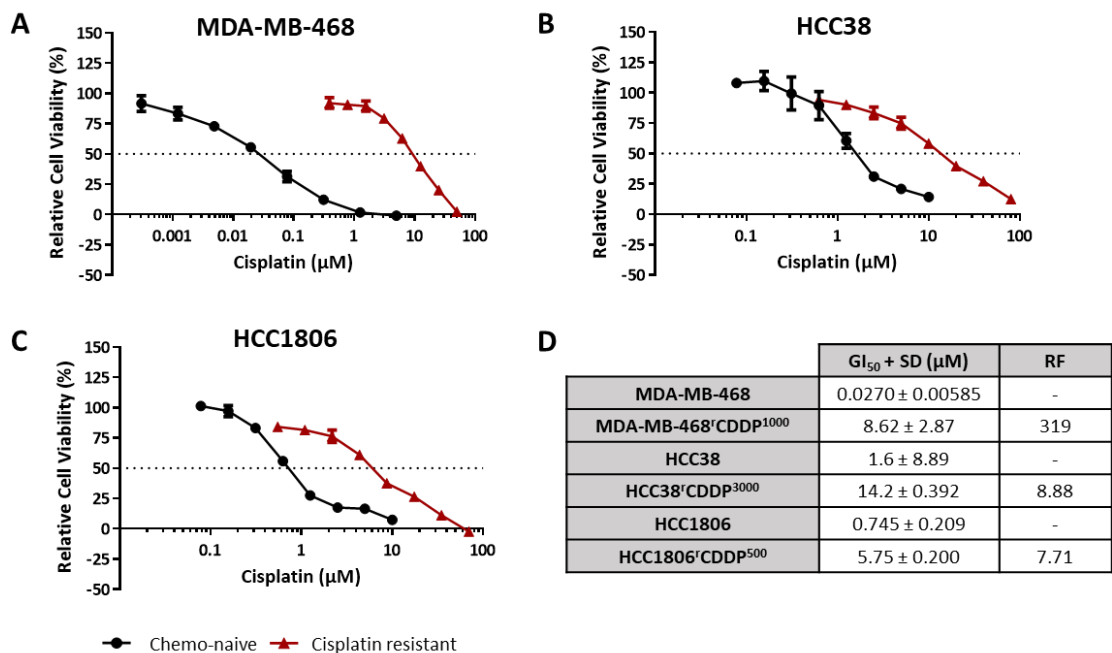 A
MDA-MB-468
Relative Cell Viability (%)
150
125
100
75
50
25
0
-25
-50
0.001 0.01 0.1 1 10 100
Cisplatin (µM)
B
HCC38
Relative Cell Viability (%)
150
125
100
75
50
25
0
-25
-50
0.1 1 10 100
Cisplatin (µM)
C
HCC1806
Relative Cell Viability (%)
150
125
100
75
50
25
0
-25
-50
0.1 1 10 100
Cisplatin (µM)
Chemo-naive Cisplatin resistant
D
GI₅₀ + SD (µM) RF
MDA-MB-468 0.0270 ± 0.00585 -
MDA-MB-468ʳCDDP¹⁰⁰⁰ 8.62 ± 2.87 319
HCC38 1.6 ± 8.89 -
HCC38ʳCDDP³⁰⁰⁰ 14.2 ± 0.392 8.88
HCC1806 0.745 ± 0.209 -
HCC1806ʳCDDP⁵⁰⁰ 5.75 ± 0.200 7.71